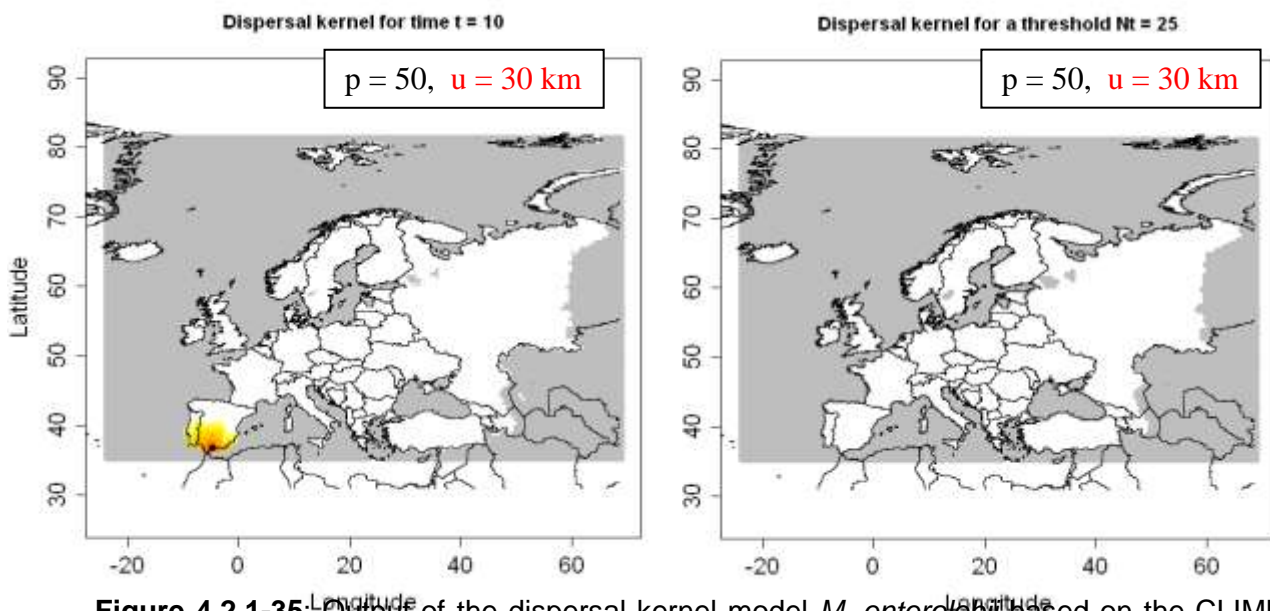 Dispersal kernel for time t = 10
p = 50, u = 30 km
Latitude
90
80
70
60
50
40
30
-20 0 20 40 60
Longitude
Dispersal kernel for a threshold Nt = 25
p = 50, u = 30 km
90
80
70
60
50
40
30
-20 0 20 40 60
Figure 4.2.1-35: Output of the dispersal kernel model M. based on the CLIM